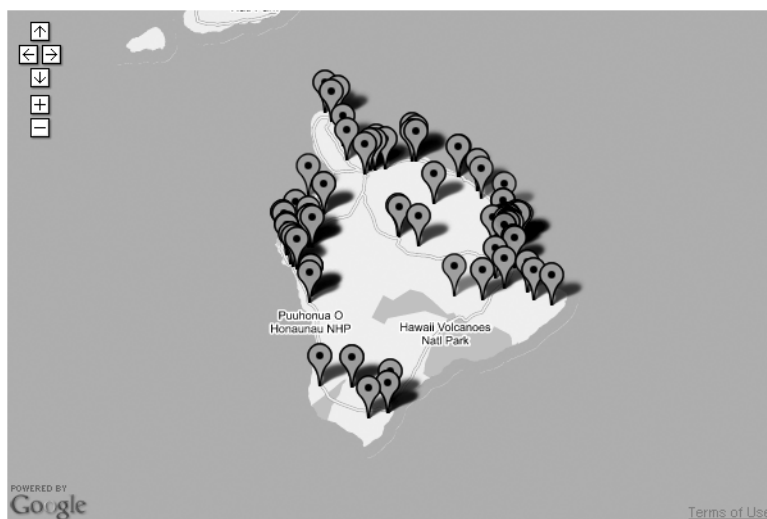 Puuhonua O
Honaunau NHP
Hawaii Volcanoes
Natl Park
POWERED BY
Google
Terms of Use